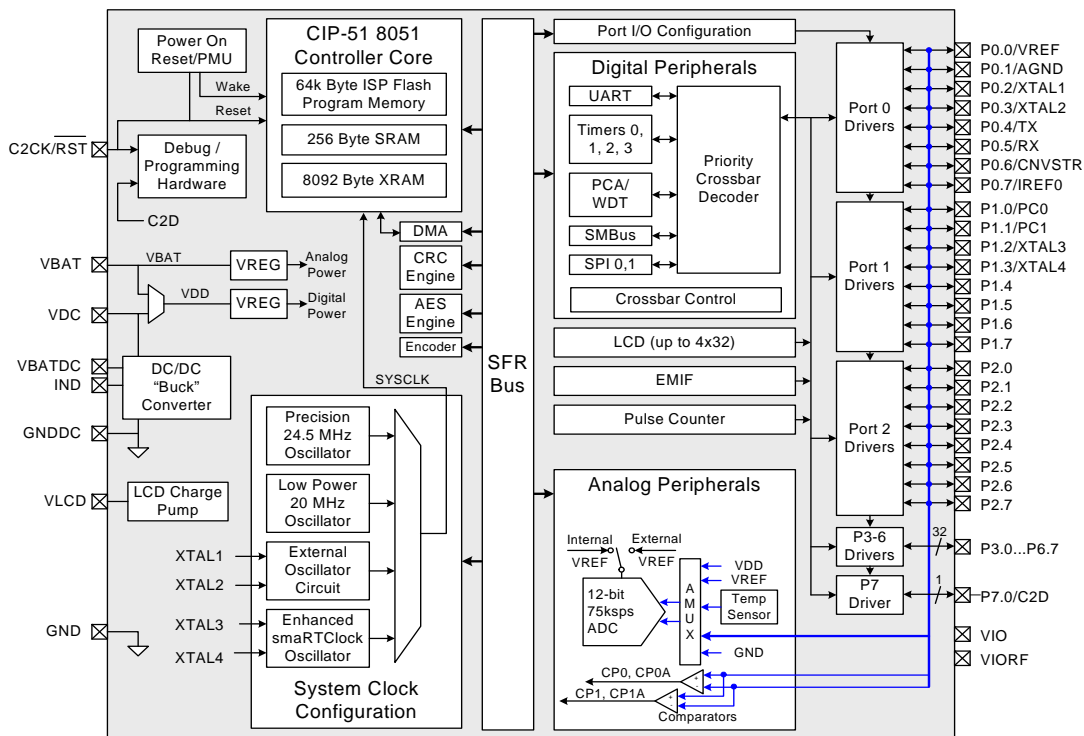 Power On
Reset/PMU
Wake
Reset
C2CK/RST
Debug /
Programming
Hardware
C2D
VBAT
VBAT
VREG
Analog
Power
VDD
VREG
Digital
Power
VDC
VBATDC
IND
DC/DC
“Buck”
Converter
GNDDC
VLCD
LCD Charge
Pump
XTAL1
XTAL2
XTAL3
XTAL4
GND
CIP-51 8051
Controller Core
64k Byte ISP Flash
Program Memory
256 Byte SRAM
8092 Byte XRAM
DMA
CRC
Engine
AES
Engine
Encoder
SYSCLK
Precision
24.5 MHz
Oscillator
Low Power
20 MHz
Oscillator
External
Oscillator
Circuit
Enhanced
smaRTClock
Oscillator
System Clock
Configuration
SFR
Bus
Port I/O Configuration
Digital Peripherals
UART
Timers 0,
1, 2, 3
PCA/
WDT
SMBus
SPI 0,1
Priority
Crossbar
Decoder
Crossbar Control
LCD (up to 4x32)
EMIF
Pulse Counter
Analog Peripherals
Internal
VREF
External
VREF
12-bit
75ksps
ADC
A
M
U
X
VDD
VREF
Temp
Sensor
GND
CP0, CP0A
+
-
CP1, CP1A
+
-
Comparators
Port 0
Drivers
Port 1
Drivers
Port 2
Drivers
P3-6
Drivers
P7
Driver
32
1
P0.0/VREF
P0.1/AGND
P0.2/XTAL1
P0.3/XTAL2
P0.4/TX
P0.5/RX
P0.6/CNVSTR
P0.7/IREF0
P1.0/PC0
P1.1/PC1
P1.2/XTAL3
P1.3/XTAL4
P1.4
P1.5
P1.6
P1.7
P2.0
P2.1
P2.2
P2.3
P2.4
P2.5
P2.6
P2.7
P3.0...P6.7
P7.0/C2D
VIO
VIORF